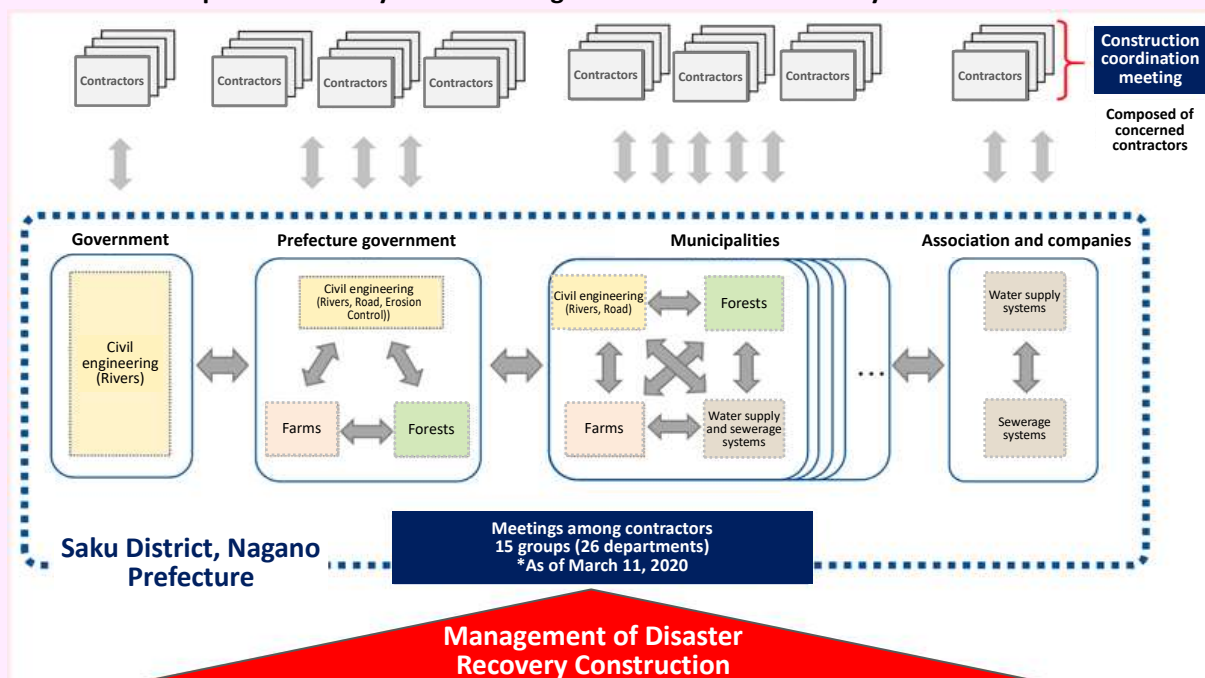 Contractors
Contractors
Contractors
Contractors
Contractors
Contractors
Contractors
Contractors
Construction
coordination
meeting
Composed of
concerned
contractors
Government
Prefecture government
Municipalities
Association and companies
Civil
engineering
(Rivers)
Civil engineering
(Rivers, Road, Erosion
Control))
Farms
Forests
Civil engineering
(Rivers, Road)
Forests
Farms
Water supply
and sewerage
systems
...
Water supply
systems
Sewerage
systems
Saku District, Nagano
Prefecture
Meetings among contractors
15 groups (26 departments)
*As of March 11, 2020
Management of Disaster
Recovery Construction